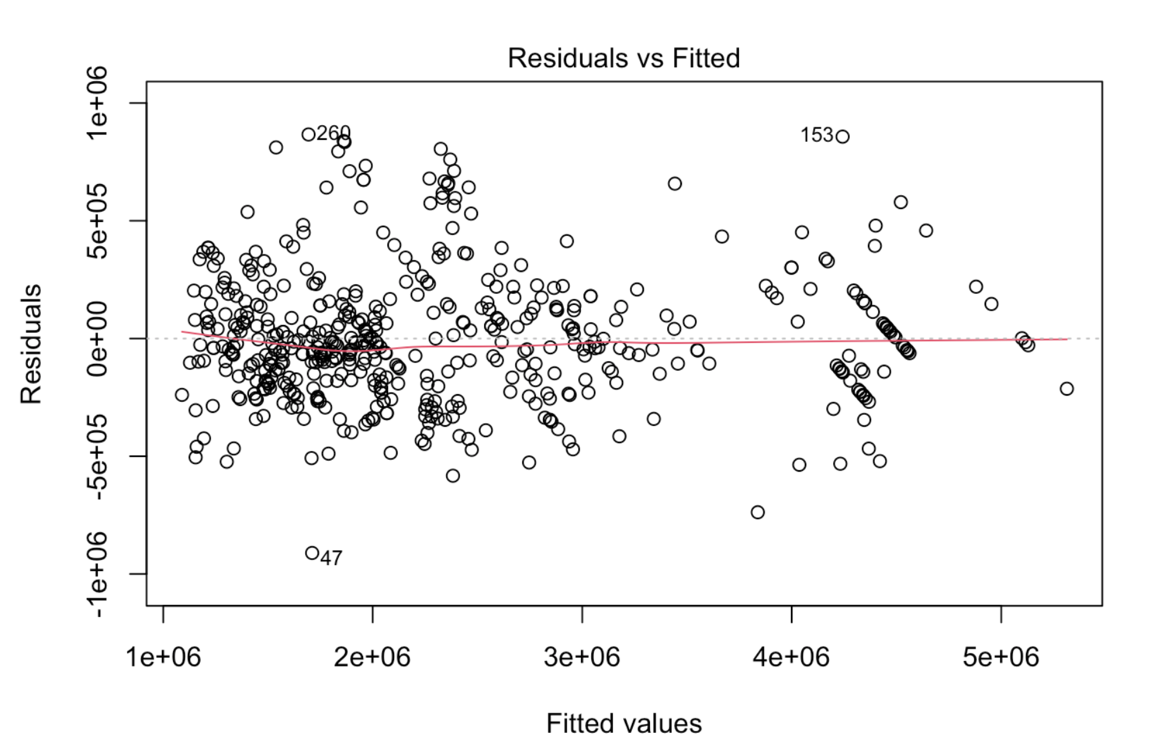 Residuals vs Fitted
1e+06
5e+05
0e+00
-5e+05
-1e+06
Residuals
260
153
47
1e+06 2e+06 3e+06 4e+06 5e+06
Fitted values